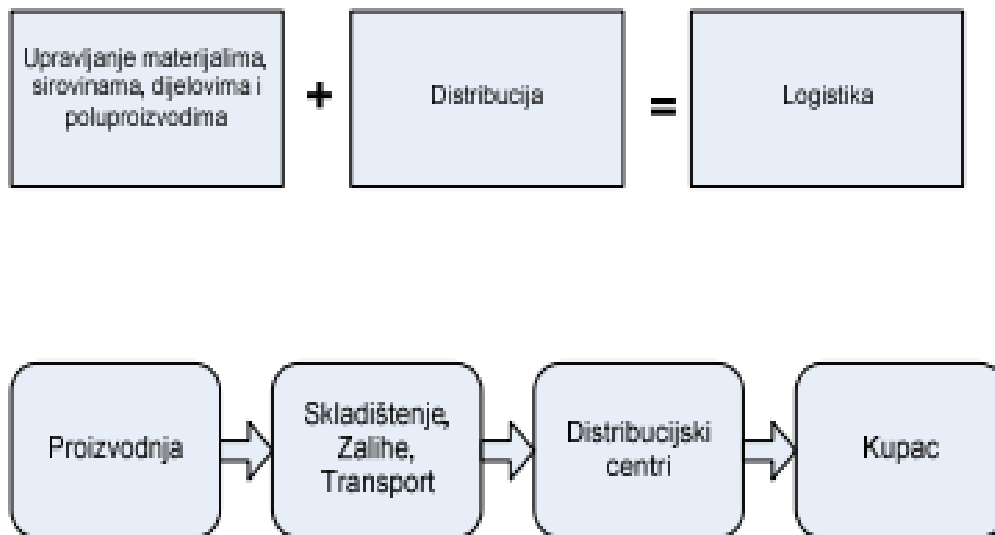 Upravljanje materijalima,
sirovinama, dijelovima i
poluproizvodima
+
Distribucija
=
Logistika
Proizvodnja
Skladištenje,
Zalihe,
Transport
Distribucijski
centri
Kupac